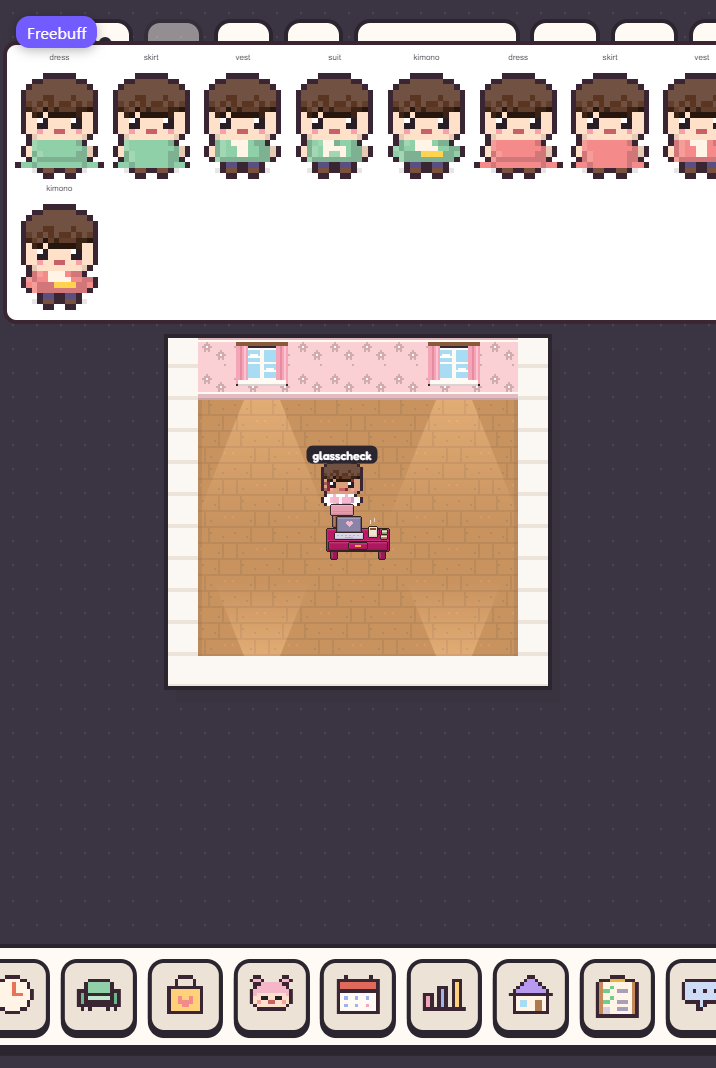 Freebuff
dress skirt vest suit kimono dress skirt vest
kimono
glasscheck